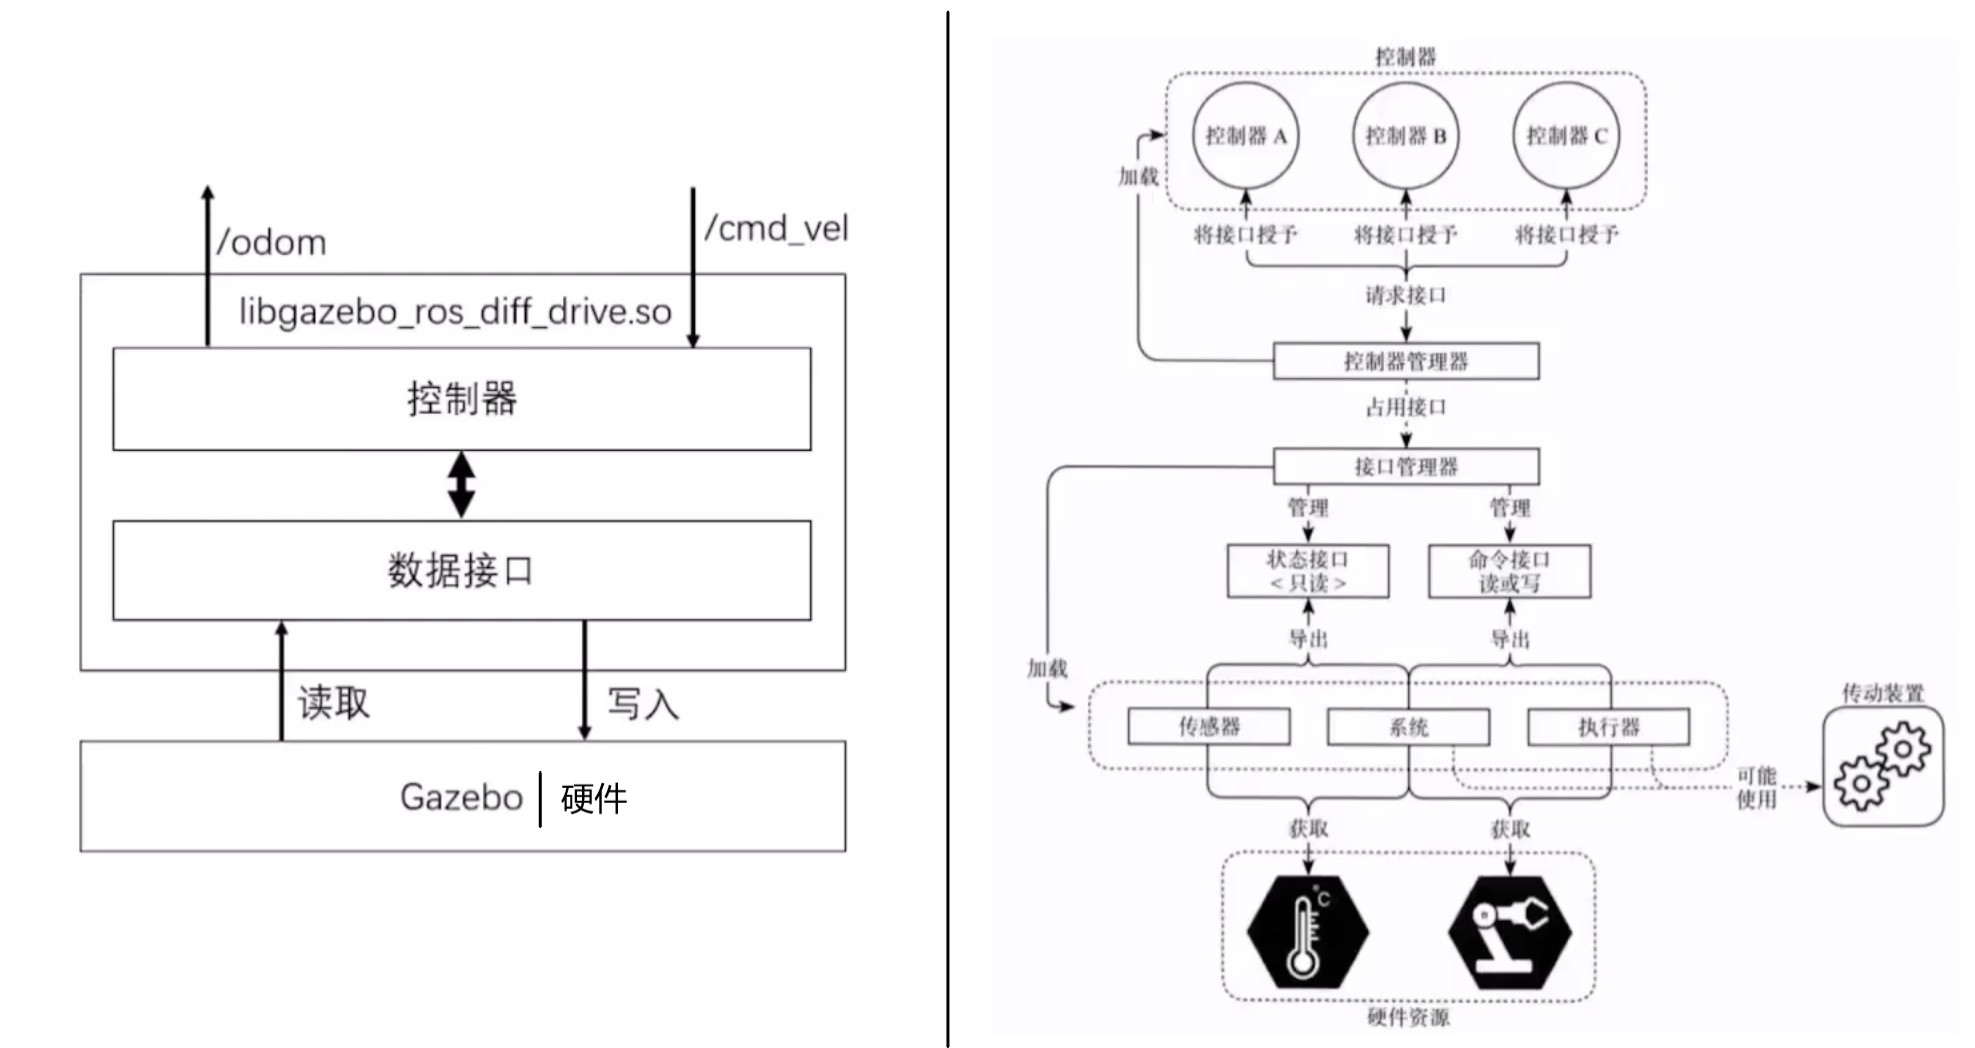 /odom
/cmd_vel
libgazebo_ros_diff_drive.so
控制器
数据接口
读取
写入
Gazebo
硬件
控制器
控制器 A
控制器 B
控制器 C
加载
将接口授予
将接口授予
将接口授予
请求接口
控制器管理器
占用接口
接口管理器
管理
管理
状态接口
<只读>
命令接口
读或写
导出
导出
加载
传感器
系统
执行器
传动装置
可能
使用
获取
获取
°C
硬件资源